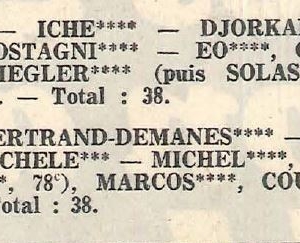 — ICHE**** — DJORKA
OSTAGNI**** — EO****,
IEGLER**** (puis SOLAS
. — Total : 38.
ERTRAND-DEMANES**** —
CHELE*** — MICHEL****,
*, 78e), MARCOS****, COU
otal : 38.